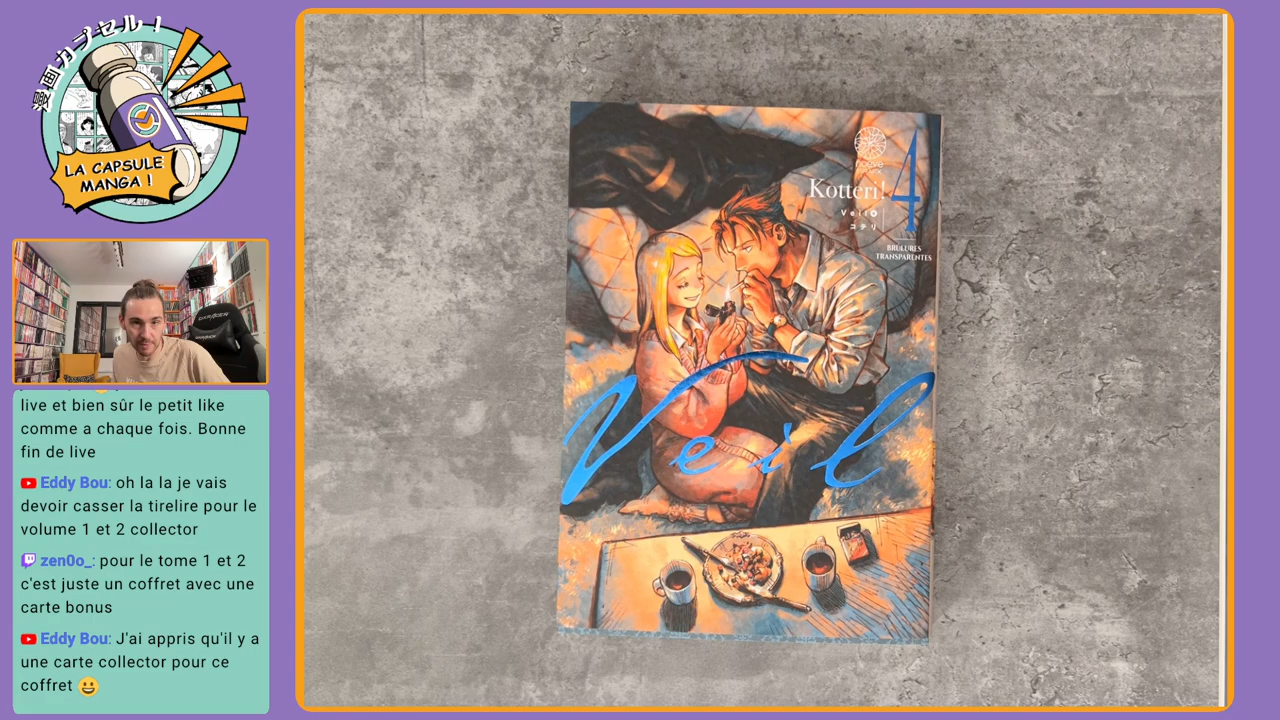 漫画カプセル！
LA CAPSULE
MANGA !
live et bien sûr le petit like
comme a chaque fois. Bonne
fin de live
Eddy Bou: oh la la je vais
devoir casser la tirelire pour le
volume 1 et 2 collector
zen0o_: pour le tome 1 et 2
c'est juste un coffret avec une
carte bonus
Eddy Bou: J'ai appris qu'il y a
une carte collector pour ce
coffret 😀
noeve
Kotteri!
4
Veil
コテリ
BRÛLURES
TRANSPARENTES
Veil